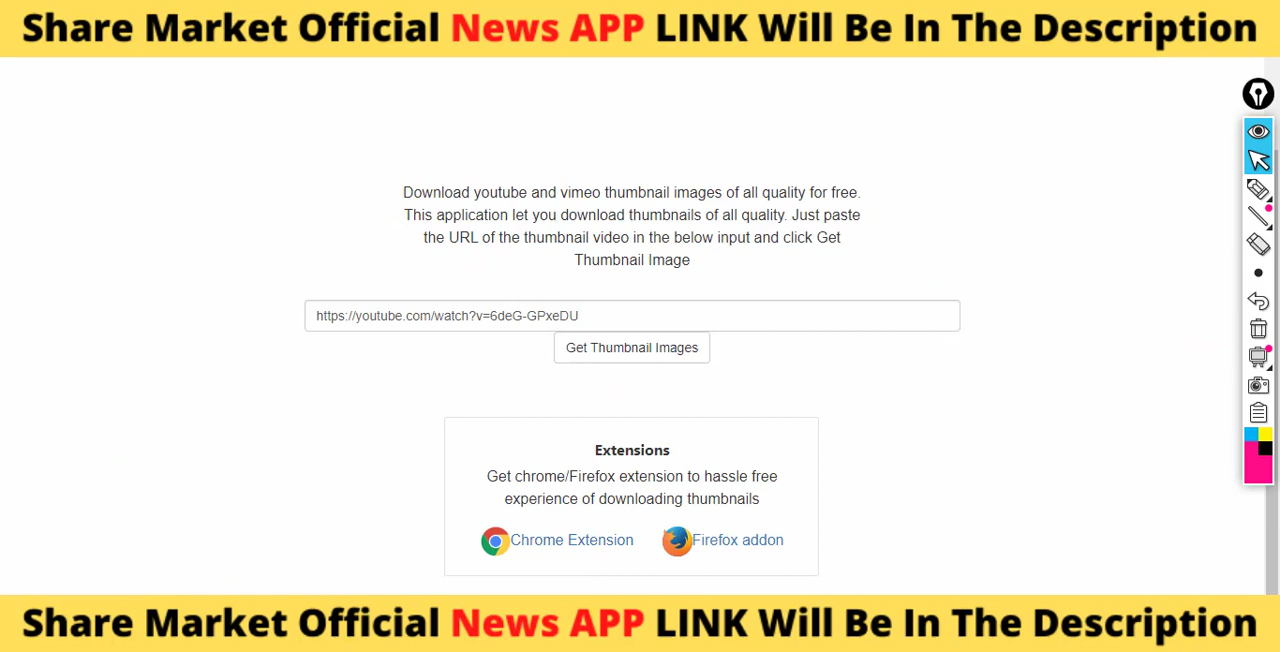 Share Market Official News APP LINK Will Be In The Description
Download youtube and vimeo thumbnail images of all quality for free.
This application let you download thumbnails of all quality. Just paste
the URL of the thumbnail video in the below input and click Get
Thumbnail Image
https://youtube.com/watch?v=6deG-GPxeDU
Get Thumbnail Images
Extensions
Get chrome/Firefox extension to hassle free
experience of downloading thumbnails
Chrome Extension Firefox addon
Share Market Official News APP LINK Will Be In The Description